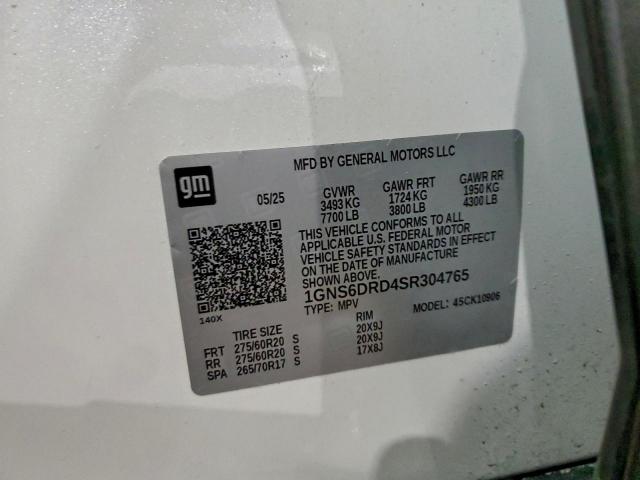 MFD BY GENERAL MOTORS LLC
gm
05/25
GVWR GAWR FRT GAWR RR
3493 KG 1724 KG 1950 KG
7700 LB 3800 LB 4300 LB
THIS VEHICLE CONFORMS TO ALL
APPLICABLE U.S. FEDERAL MOTOR
VEHICLE SAFETY STANDARDS IN EFFECT
ON THE DATE OF MANUFACTURE
SHOWN ABOVE.
1GNS6DRD4SR304765
TYPE: MPV MODEL: 4SCK10906
140X
TIRE SIZE RIM
FRT 275/60R20 S 20X9J
RR 275/60R20 S 20X9J
SPA 265/70R17 S 17X8J